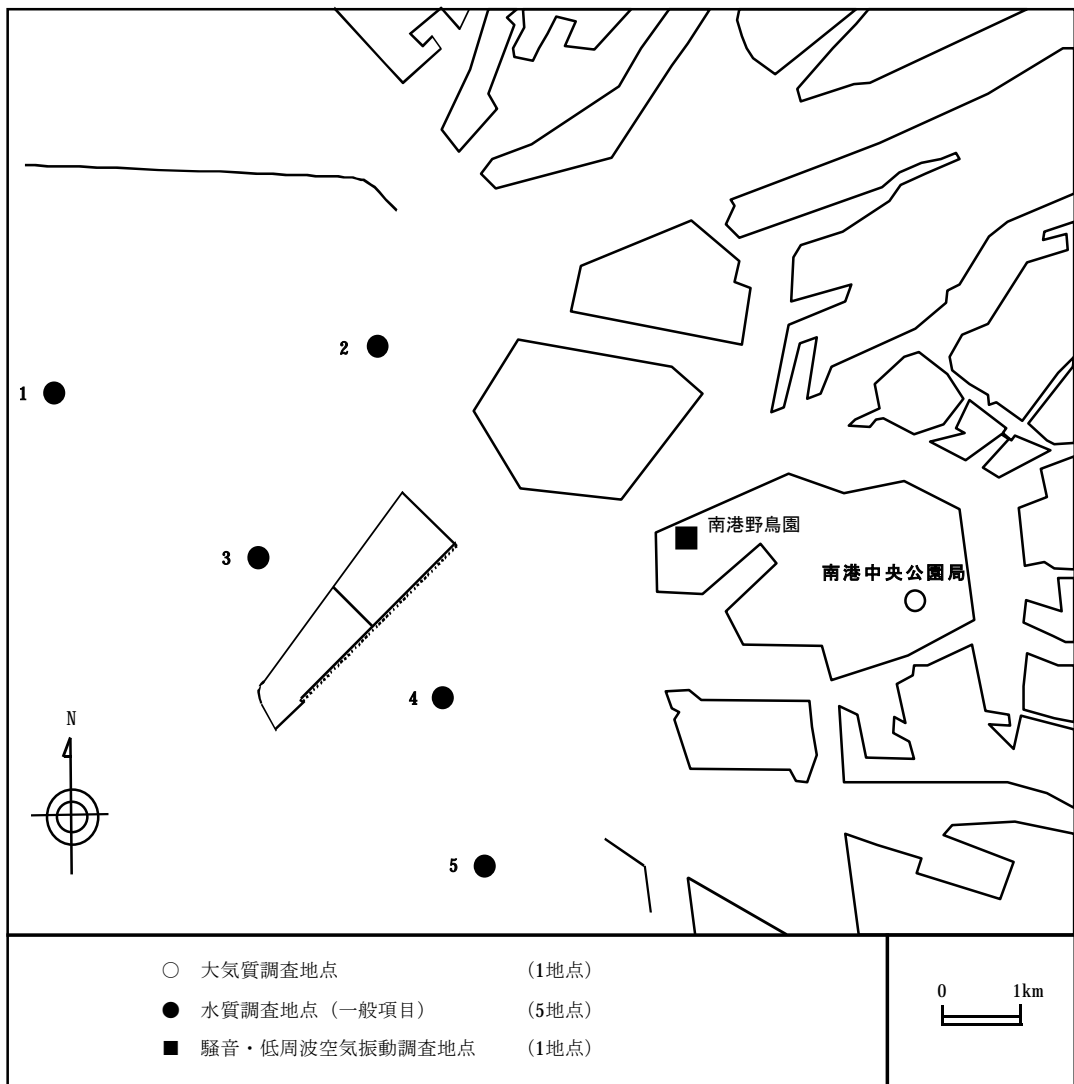 2
1
南港野鳥園
3
南港中央公園局
4
N
5
○ 大気質調査地点 (1地点)
● 水質調査地点（一般項目） (5地点)
■ 騒音・低周波空気振動調査地点 (1地点)
0 1km